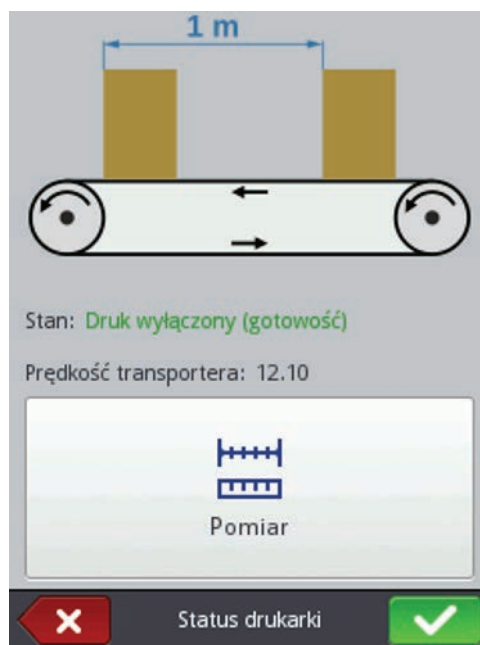 1 m
Stan: Druk wyłączony (gotowość)
Prędkość transportera: 12.10
Pomiar
Status drukarki